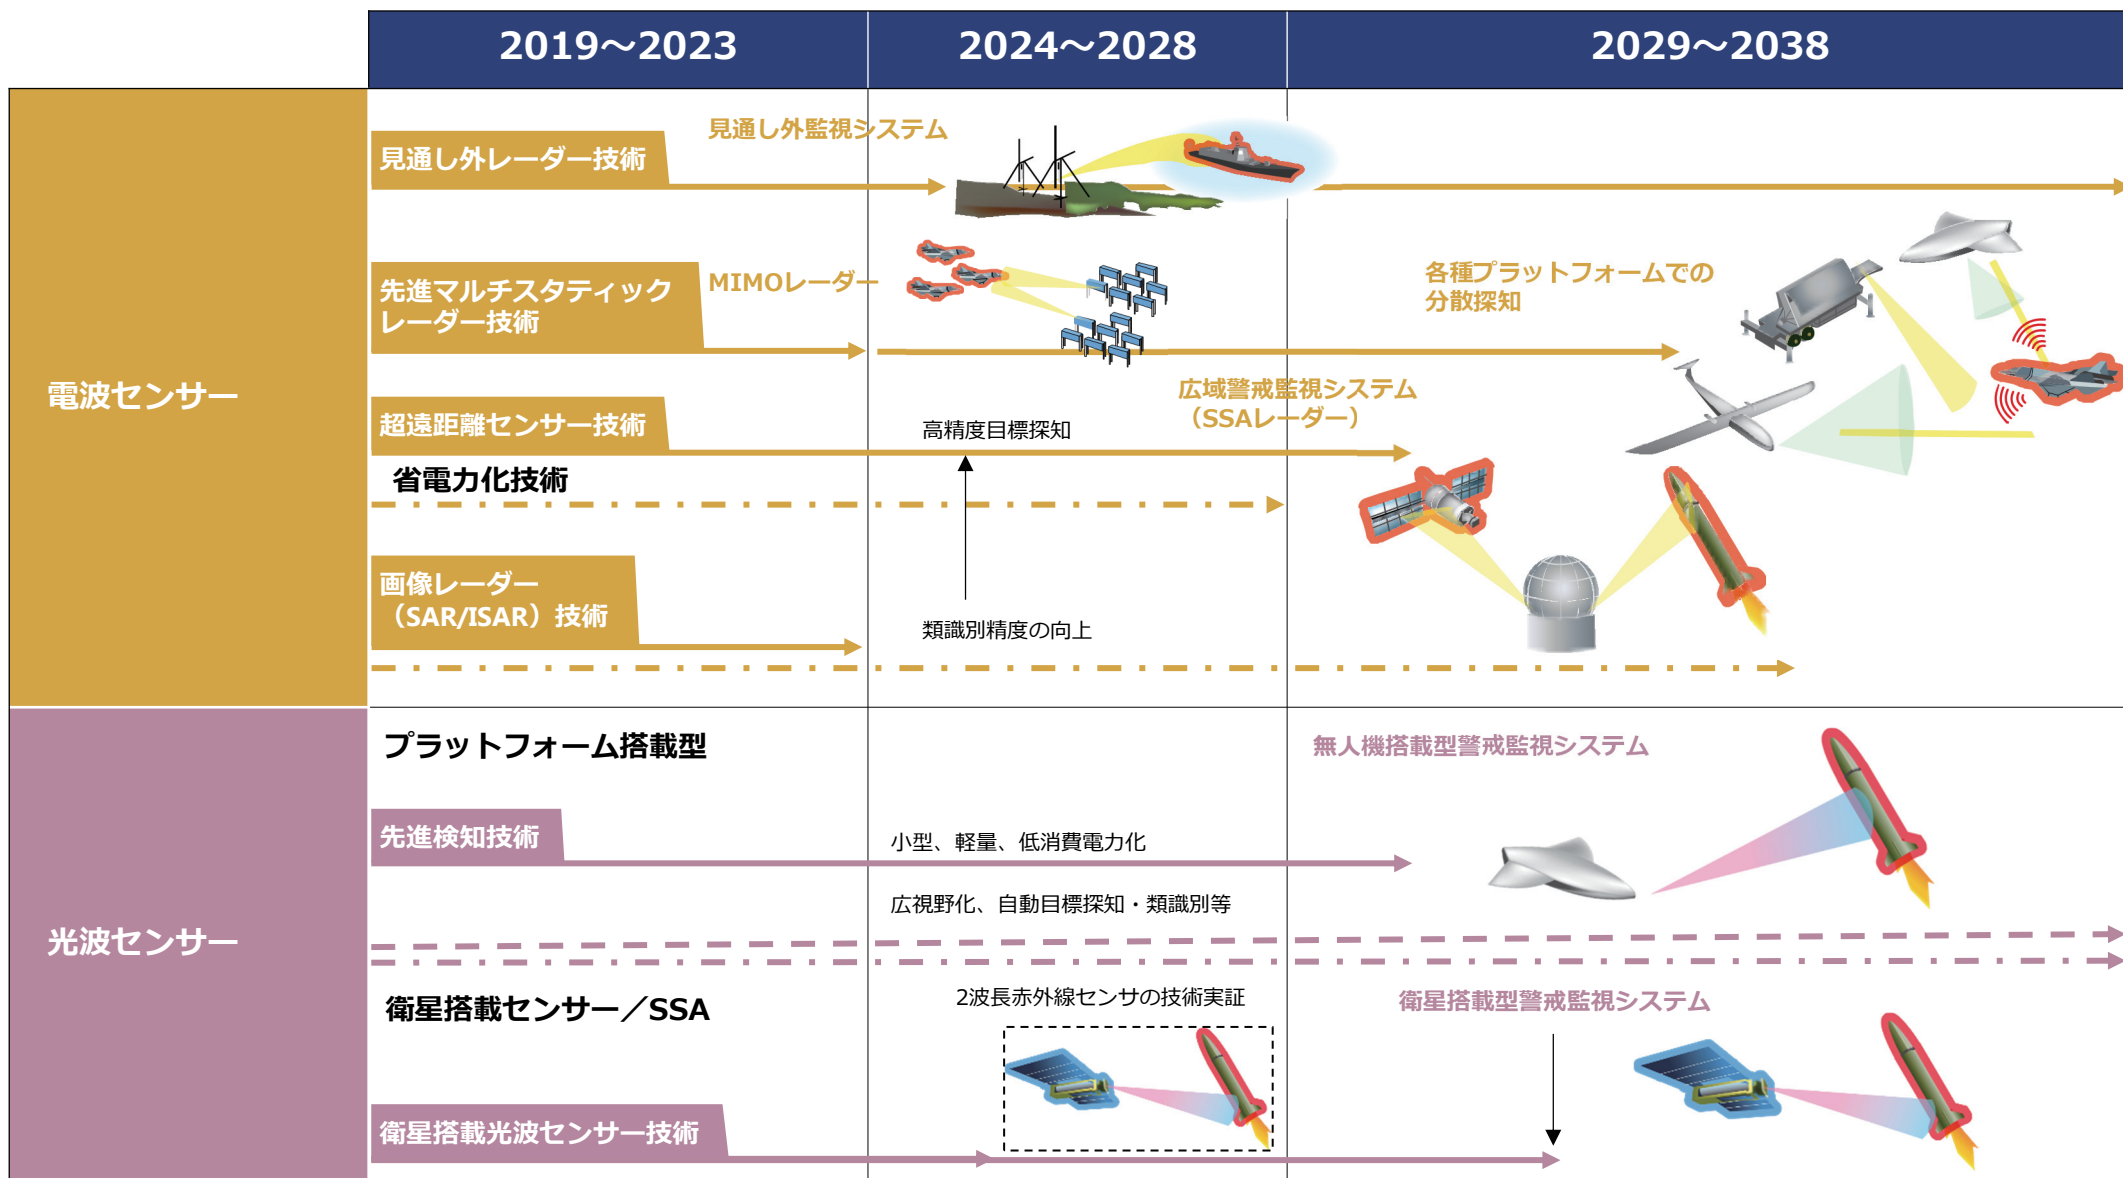 2019～2023
2024～2028
2029～2038
電波センサー
見通し外レーダー技術
見通し外監視システム
先進マルチスタティック
レーダー技術
MIMOレーダー
各種プラットフォームでの
分散探知
超遠距離センサー技術
高精度目標探知
広域警戒監視システム
（SSAレーダー）
省電力化技術
画像レーダー
（SAR/ISAR）技術
類識別精度の向上
光波センサー
プラットフォーム搭載型
無人機搭載型警戒監視システム
先進検知技術
小型、軽量、低消費電力化
広視野化、自動目標探知・類識別等
衛星搭載センサー／SSA
2波長赤外線センサの技術実証
衛星搭載型警戒監視システム
衛星搭載光波センサー技術